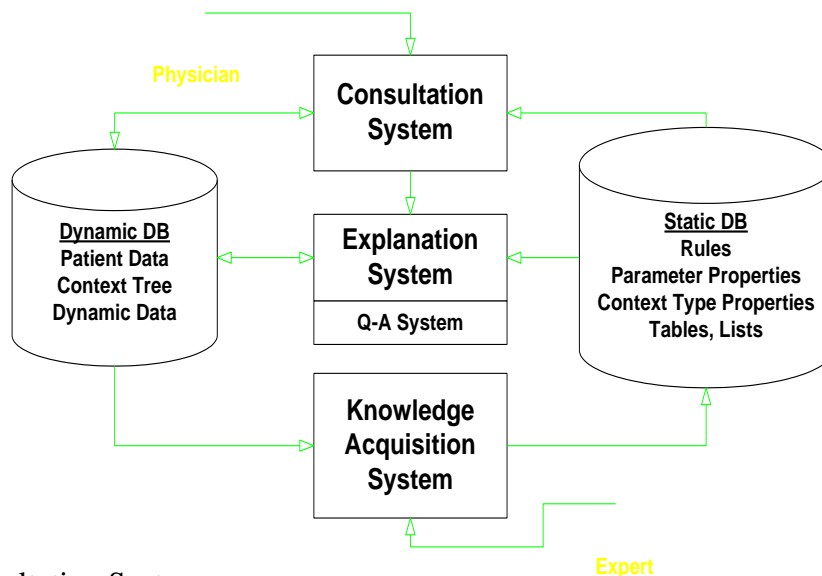 Physician
Consultation
System
Dynamic DB
Patient Data
Context Tree
Dynamic Data
Explanation
System
Q-A System
Static DB
Rules
Parameter Properties
Context Type Properties
Tables, Lists
Knowledge
Acquisition
System
Expert